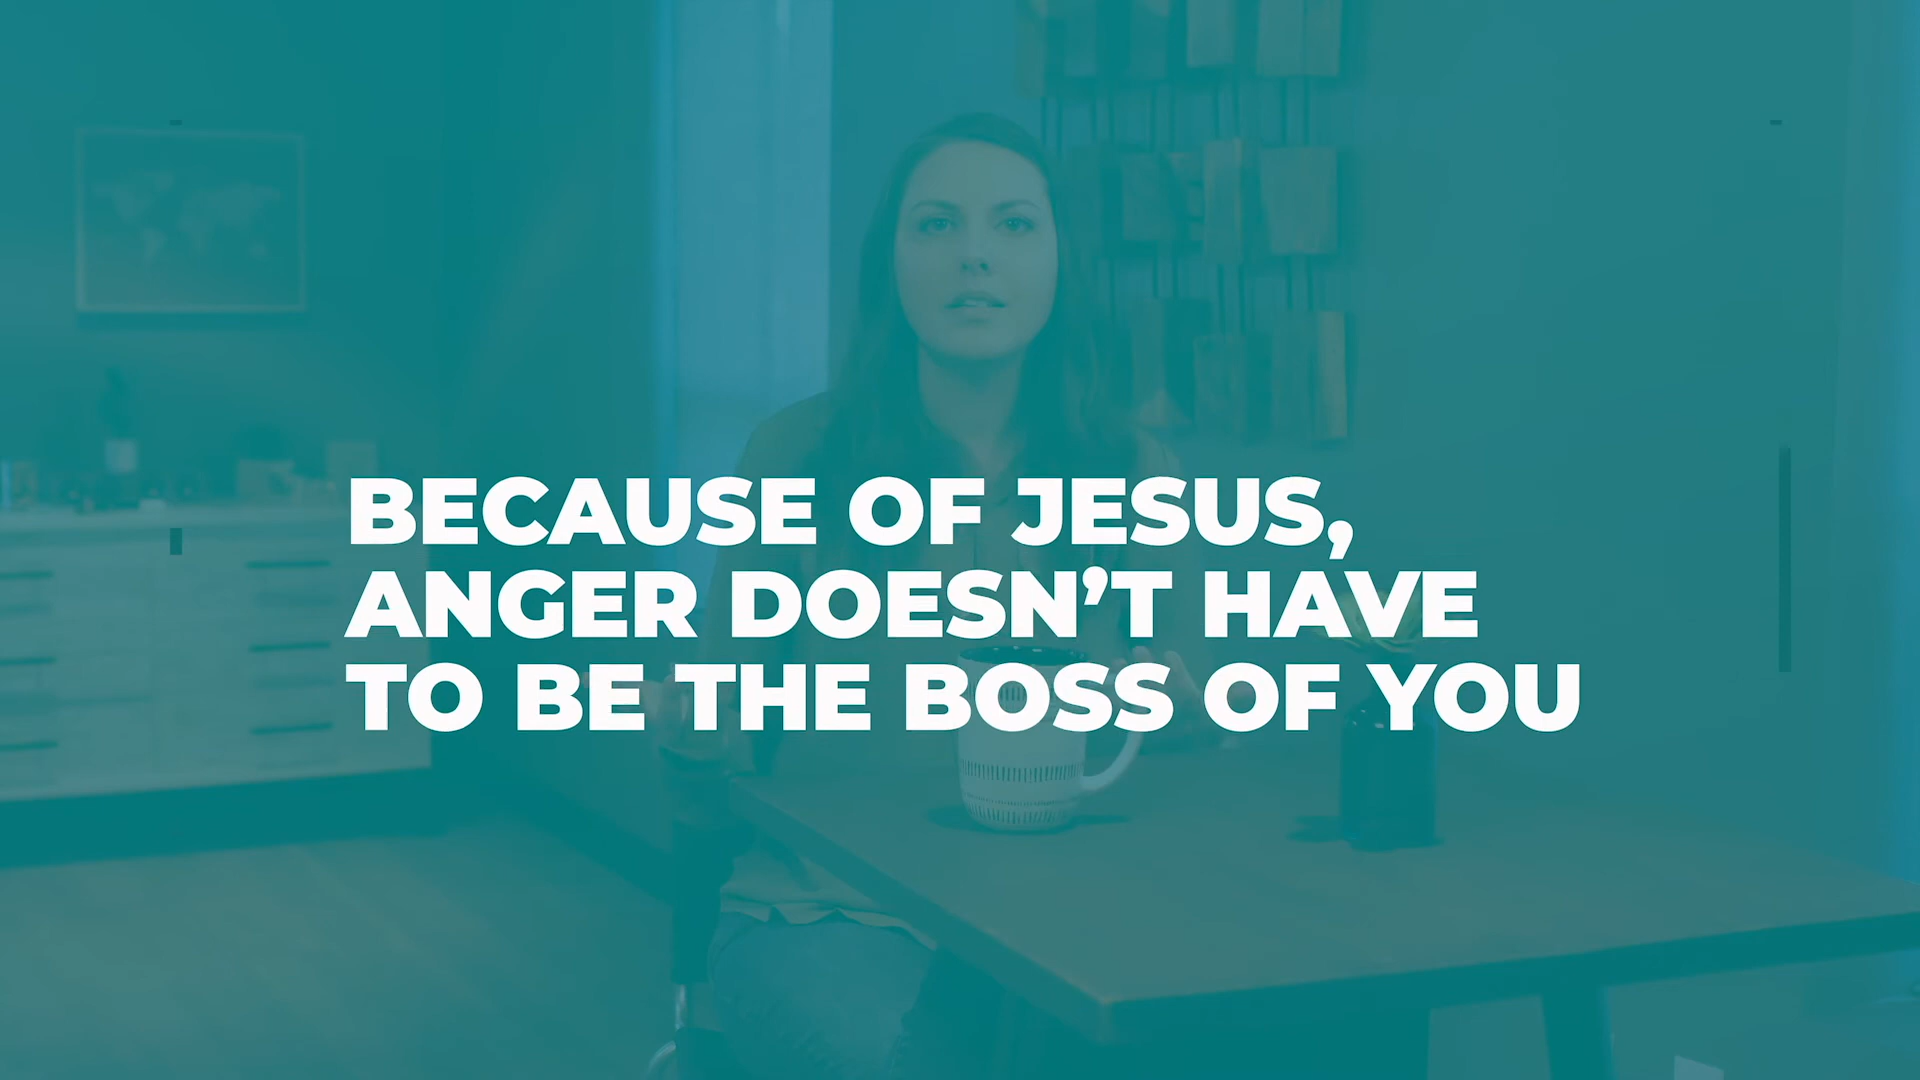 BECAUSE OF JESUS,
ANGER DOESN’T HAVE
TO BE THE BOSS OF YOU